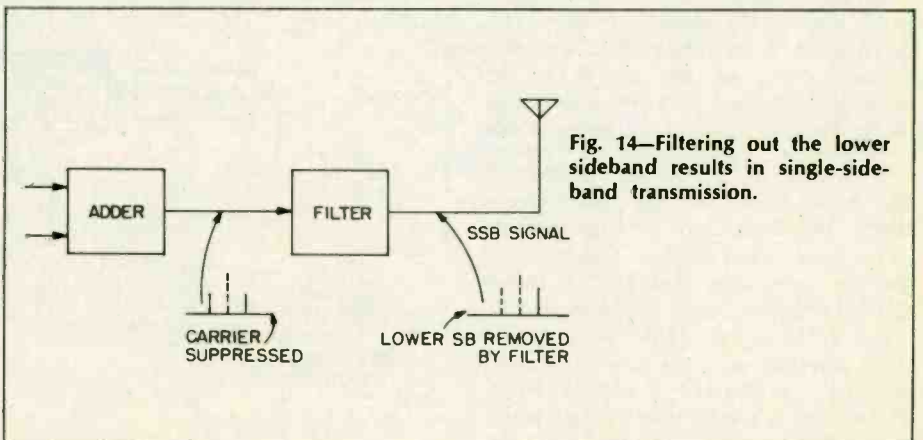 Fig. 14—Filtering out the lower
sideband results in single-side-
band transmission.
ADDER
FILTER
SSB SIGNAL
CARRIER
SUPPRESSED
LOWER SB REMOVED
BY FILTER